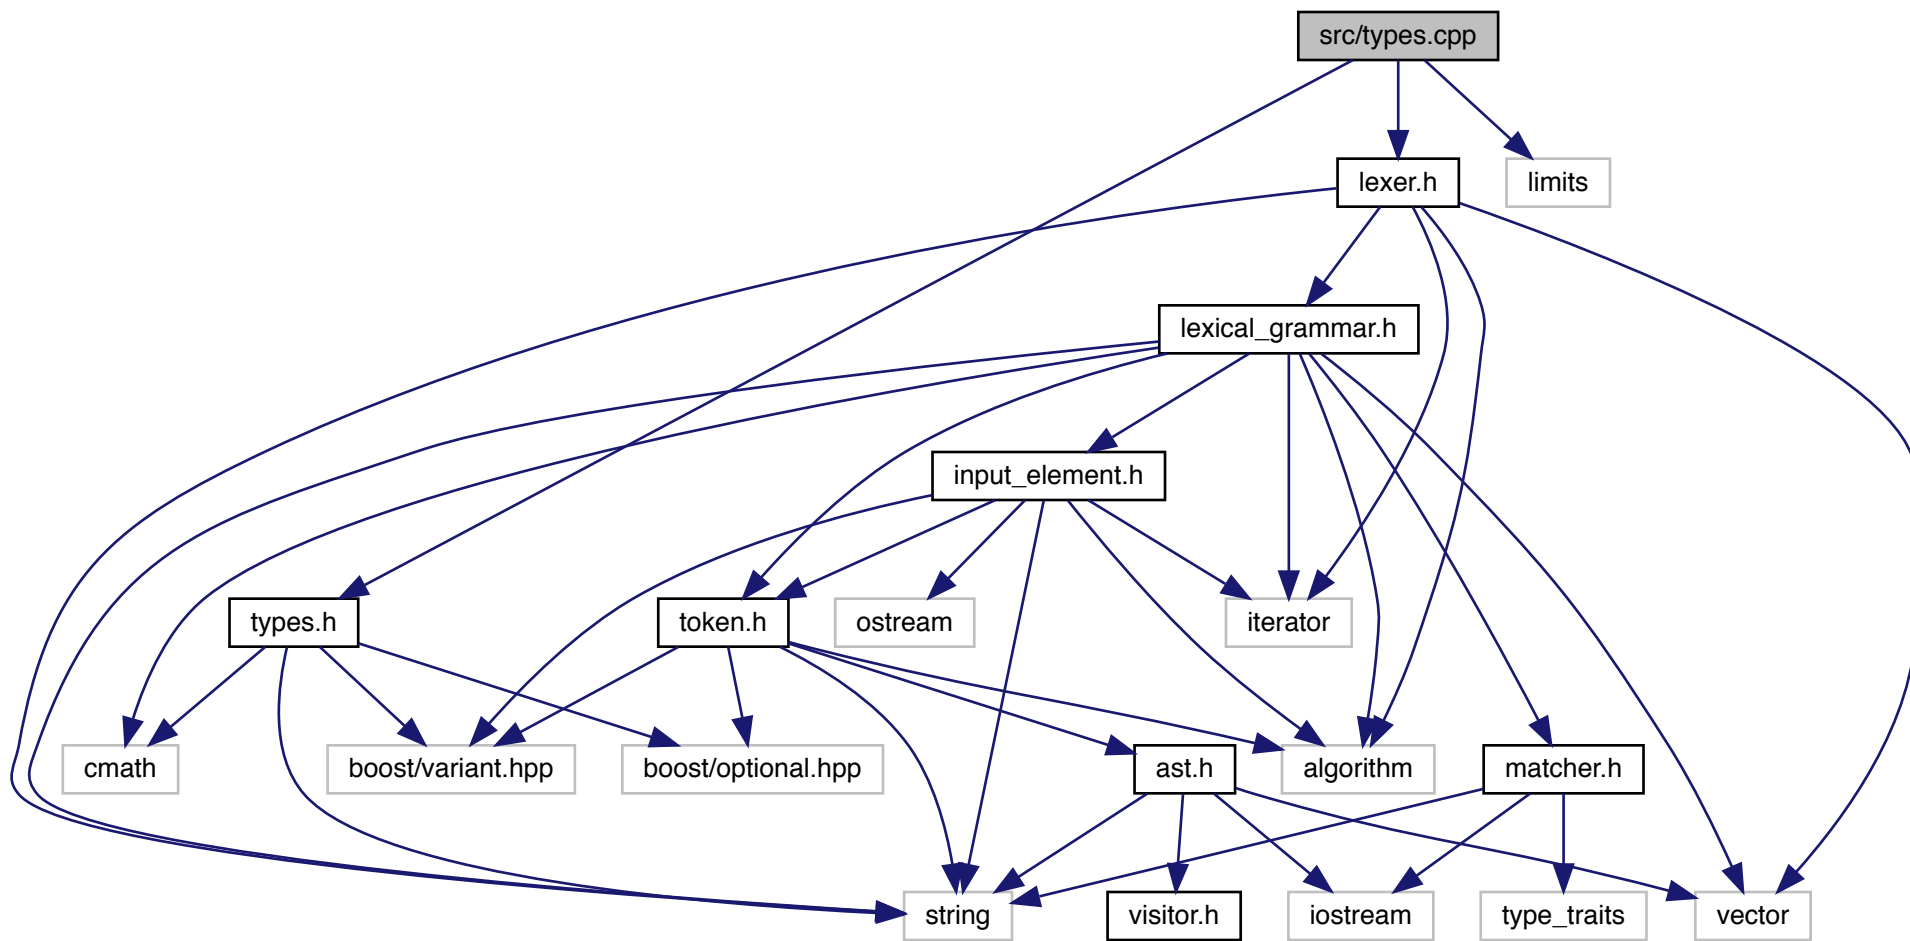 src/types.cpp
lexer.h
limits
lexical_grammar.h
input_element.h
types.h
token.h
ostream
iterator
cmath
boost/variant.hpp
boost/optional.hpp
ast.h
algorithm
matcher.h
string
visitor.h
iostream
type_traits
vector